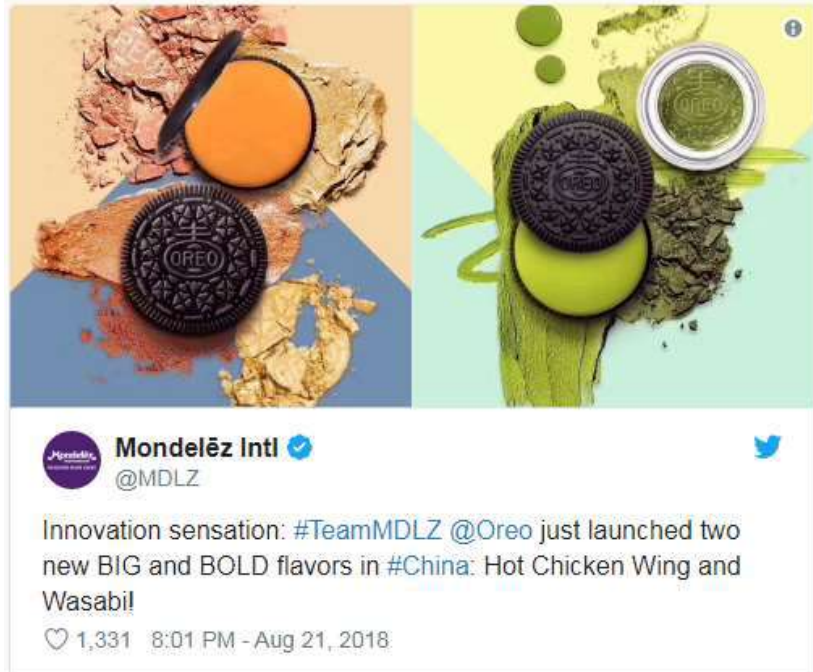 OREO
OREO
OREO
Mondelēz Intl
@MDLZ
Mondelēz
Innovation sensation: #TeamMDLZ @Oreo just launched two
new BIG and BOLD flavors in #China: Hot Chicken Wing and
Wasabi!
1,331 8:01 PM - Aug 21, 2018